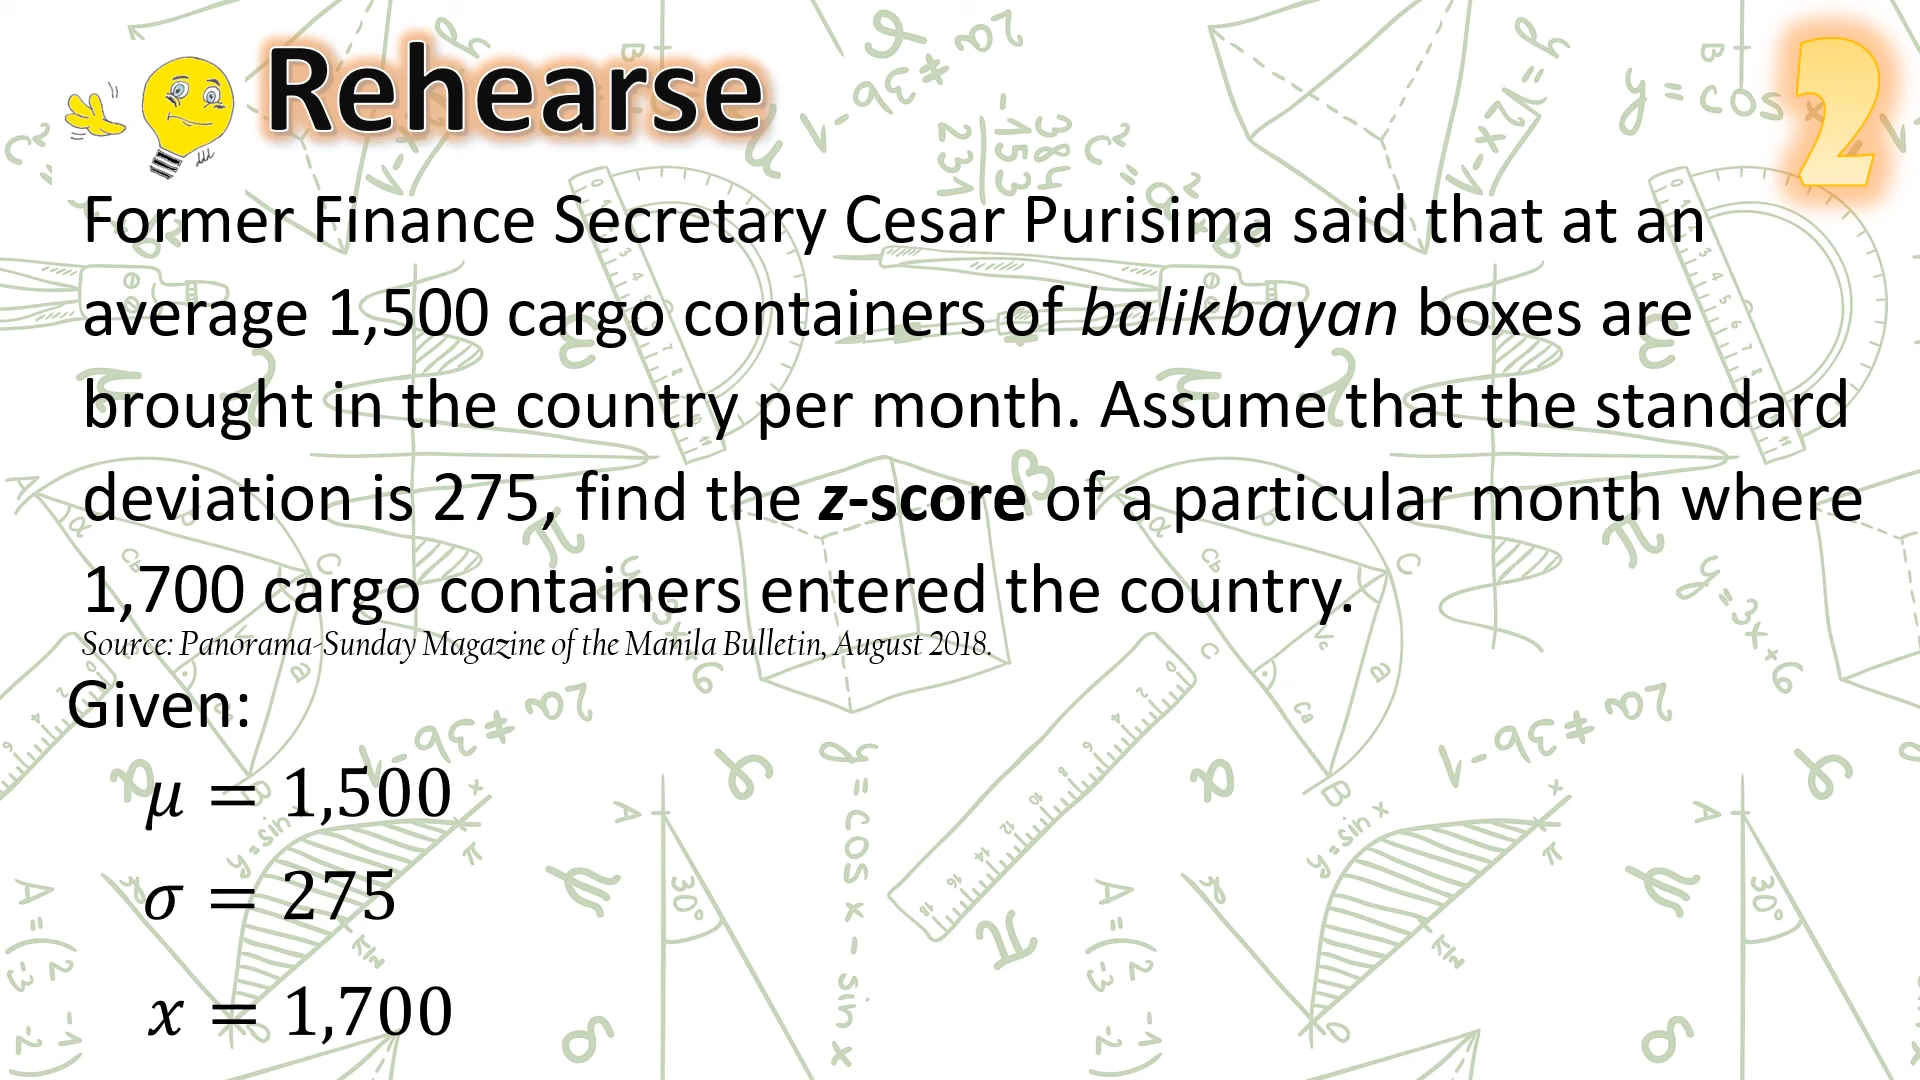 Rehearse
2
Former Finance Secretary Cesar Purisima said that at an
average 1,500 cargo containers of balikbayan boxes are
brought in the country per month. Assume that the standard
deviation is 275, find the z-score of a particular month where
1,700 cargo containers entered the country.
Source: Panorama-Sunday Magazine of the Manila Bulletin, August 2018.
Given:
μ = 1,500
σ = 275
x = 1,700